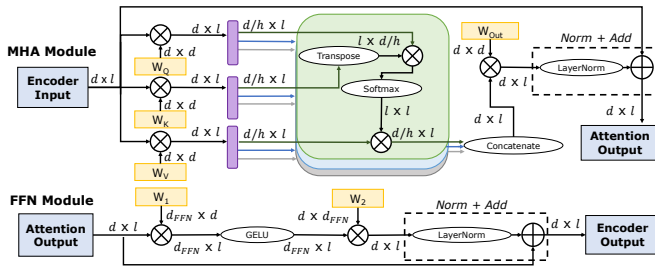 MHA Module
Encoder Input
d x l
W_Q
d x d
d x l
d/h x l
W_K
d x d
d x l
d/h x l
W_V
d x d
d x l
d/h x l
l x d/h
Transpose
Softmax
l x l
d/h x l
Concatenate
d x l
W_Out
d x d
d x l
Norm + Add
LayerNorm
d x l
Attention Output
FFN Module
Attention Output
d x l
W_1
d_FFN x d
d_FFN x l
GELU
d_FFN x l
W_2
d x d_FFN
d x l
Norm + Add
LayerNorm
d x l
Encoder Output